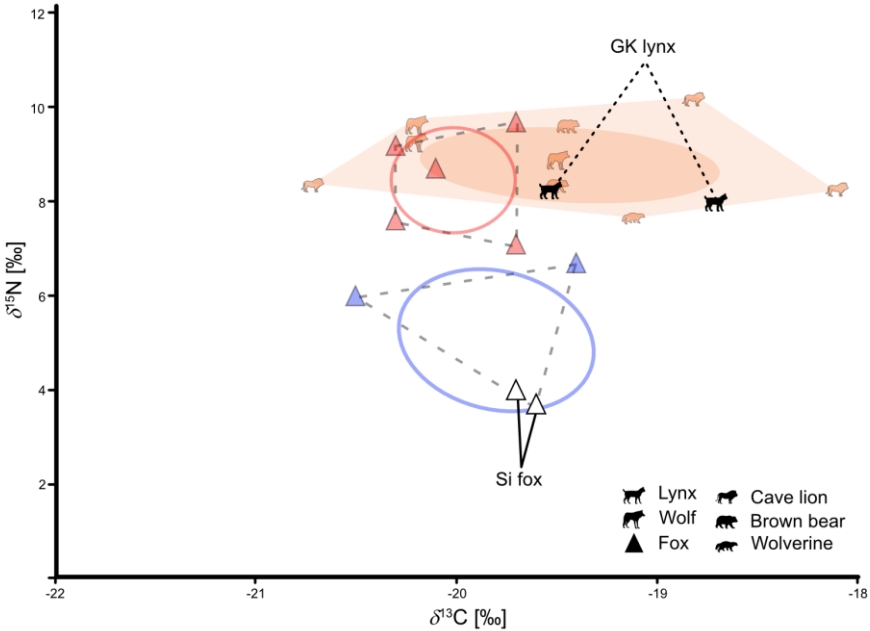 12
GK lynx
10
8
δ15N [‰]
6
4
Si fox
2
Lynx
Cave lion
Wolf
Brown bear
Fox
Wolverine
0
-22
-21
-20
-19
-18
δ13C [‰]